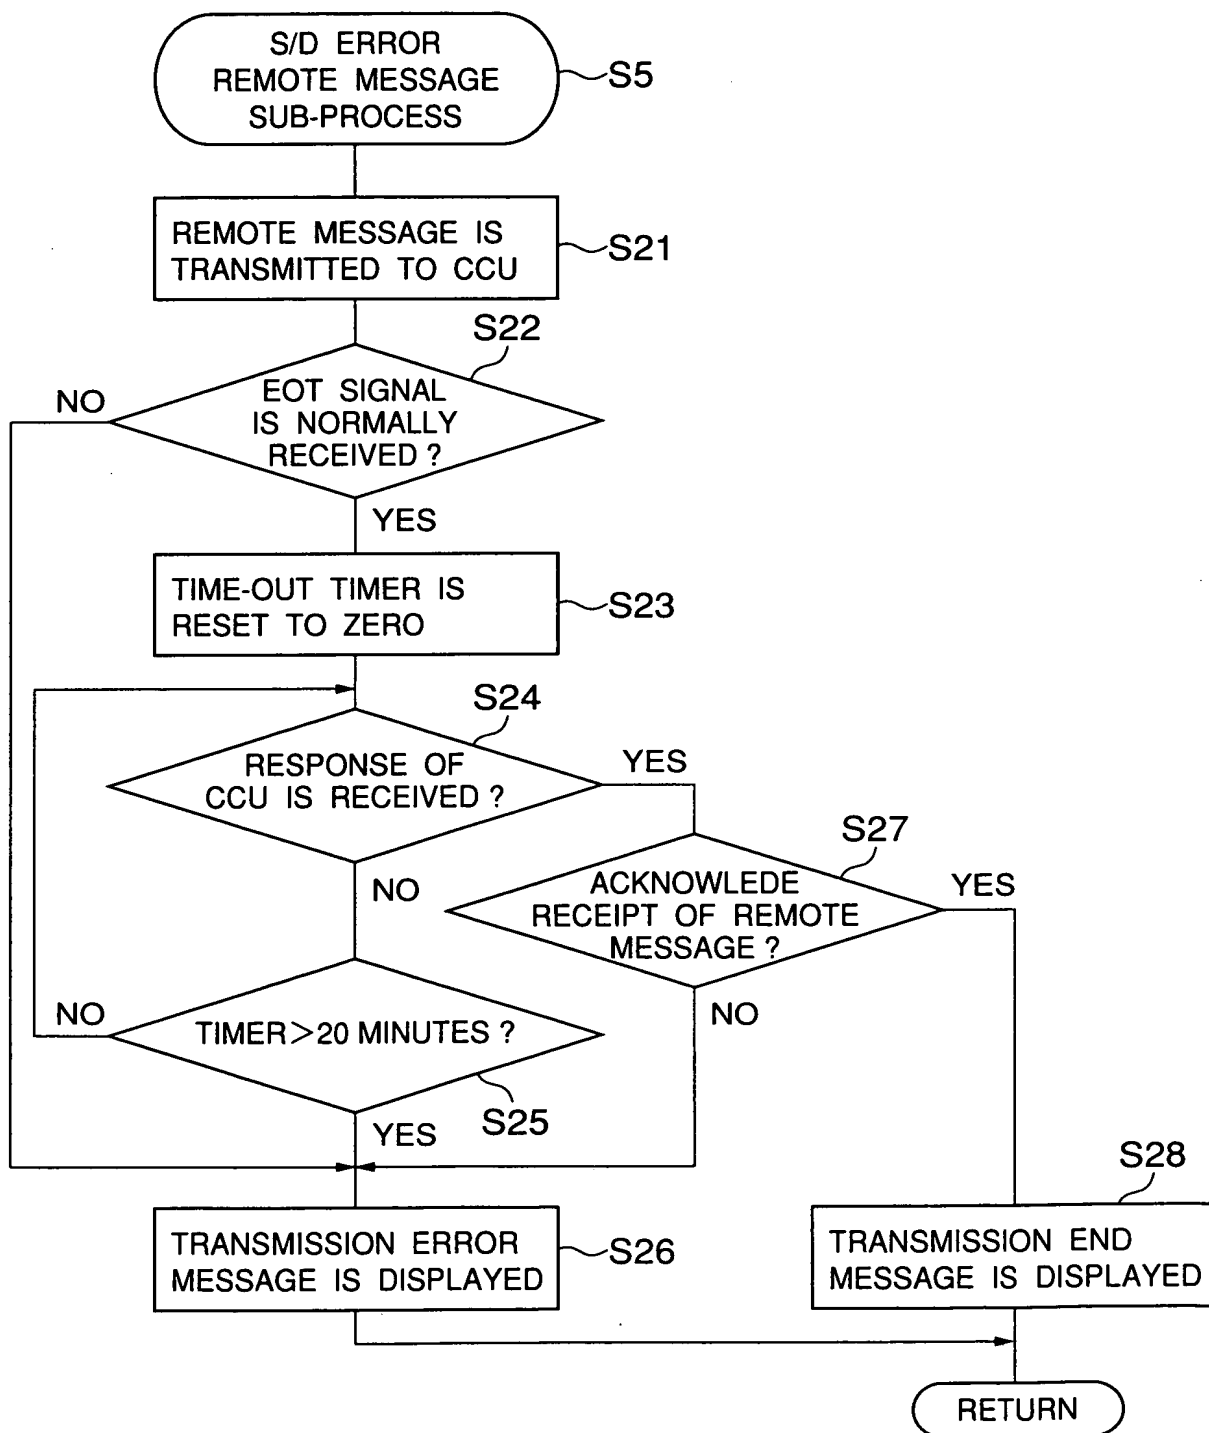 S/D ERROR
REMOTE MESSAGE
SUB-PROCESS
S5
REMOTE MESSAGE IS
TRANSMITTED TO CCU
S21
S22
EOT SIGNAL
IS NORMALLY
RECEIVED ?
NO
YES
TIME-OUT TIMER IS
RESET TO ZERO
S23
S24
RESPONSE OF
CCU IS RECEIVED ?
YES
NO
S27
ACKNOWLEDE
RECEIPT OF REMOTE
MESSAGE ?
YES
NO
TIMER>20 MINUTES ?
NO
S25
YES
TRANSMISSION ERROR
MESSAGE IS DISPLAYED
S26
S28
TRANSMISSION END
MESSAGE IS DISPLAYED
RETURN